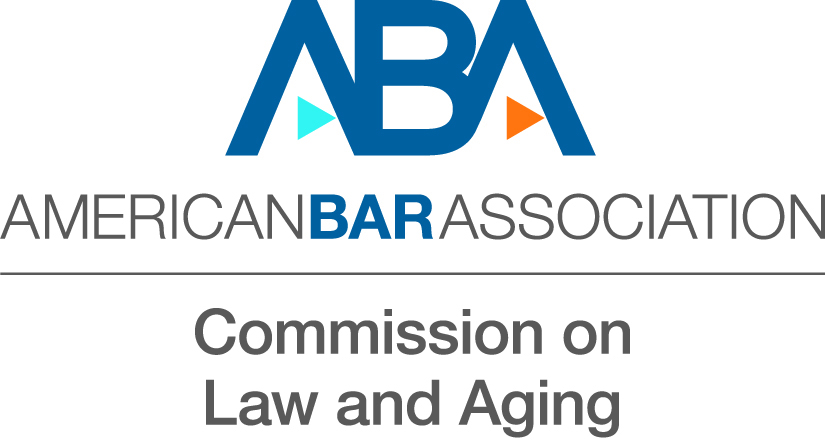 ABA
AMERICANBARASSOCIATION
Commission on
Law and Aging